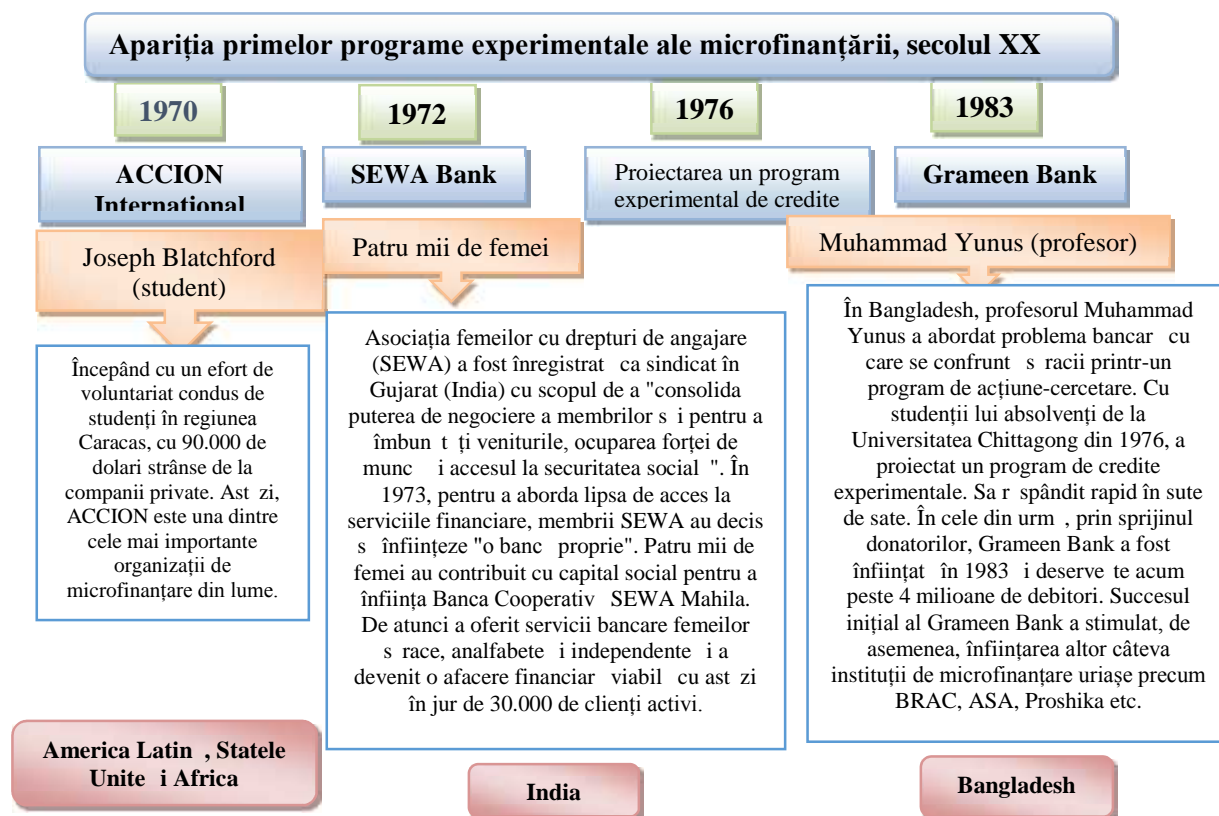 Apariția primelor programe experimentale ale microfinanțării, secolul XX
1970
1972
1976
1983
ACCION
International
SEWA Bank
Proiectarea un program
experimental de credite
Grameen Bank
Joseph Blatchford
(student)
Patru mii de femei
Muhammad Yunus (profesor)
Începând cu un efort de
voluntariat condus de
studenți în regiunea
Caracas, cu 90.000 de
dolari strânse de la
companii private. Ast zi,
ACCION este una dintre
cele mai importante
organizații de
microfinanțare din lume.
Asociația femeilor cu drepturi de angajare
(SEWA) a fost înregistrat ca sindicat în
Gujarat (India) cu scopul de a "consolida
puterea de negociere a membrilor s i pentru a
îmbun t ți veniturile, ocuparea forței de
munc i accesul la securitatea social ". În
1973, pentru a aborda lipsa de acces la
serviciile financiare, membrii SEWA au decis
s înființeze "o banc proprie". Patru mii de
femei au contribuit cu capital social pentru a
înființa Banca Cooperativ SEWA Mahila.
De atunci a oferit servicii bancare femeilor
s race, analfabete i independente i a
devenit o afacere financiar viabil cu ast zi
în jur de 30.000 de clienți activi.
În Bangladesh, profesorul Muhammad
Yunus a abordat problema bancar cu
care se confrunt s racii printr-un
program de acțiune-cercetare. Cu
studenții lui absolvenți de la
Universitatea Chittagong din 1976, a
proiectat un program de credite
experimentale. Sa r spândit rapid în sute
de sate. În cele din urm , prin sprijinul
donatorilor, Grameen Bank a fost
înființat în 1983 i deserve te acum
peste 4 milioane de debitori. Succesul
inițial al Grameen Bank a stimulat, de
asemenea, înființarea altor câteva
instituții de microfinanțare uriașe precum
BRAC, ASA, Proshika etc.
America Latin , Statele
Unite i Africa
India
Bangladesh